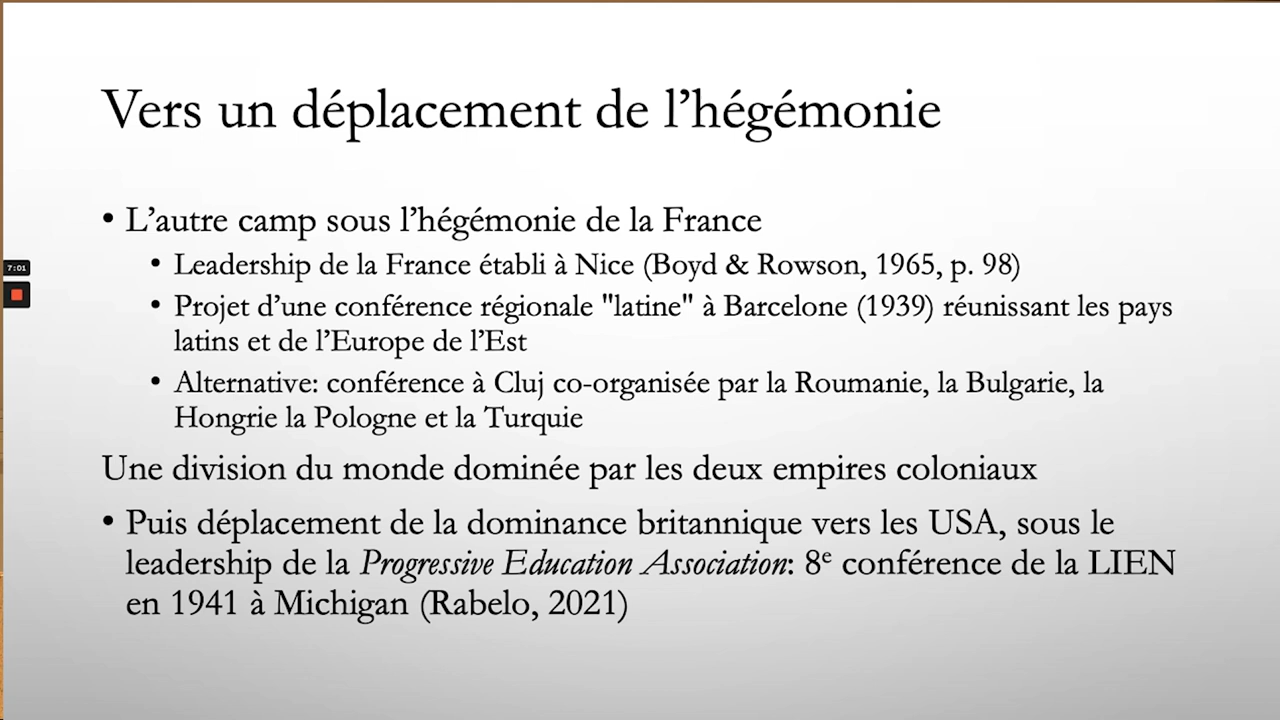 Vers un déplacement de l’hégémonie
• L’autre camp sous l’hégémonie de la France
• Leadership de la France établi à Nice (Boyd & Rowson, 1965, p. 98)
• Projet d’une conférence régionale "latine" à Barcelone (1939) réunissant les pays
latins et de l’Europe de l’Est
• Alternative: conférence à Cluj co-organisée par la Roumanie, la Bulgarie, la
Hongrie la Pologne et la Turquie
Une division du monde dominée par les deux empires coloniaux
• Puis déplacement de la dominance britannique vers les USA, sous le
leadership de la Progressive Education Association: 8e conférence de la LIEN
en 1941 à Michigan (Rabelo, 2021)
7:01